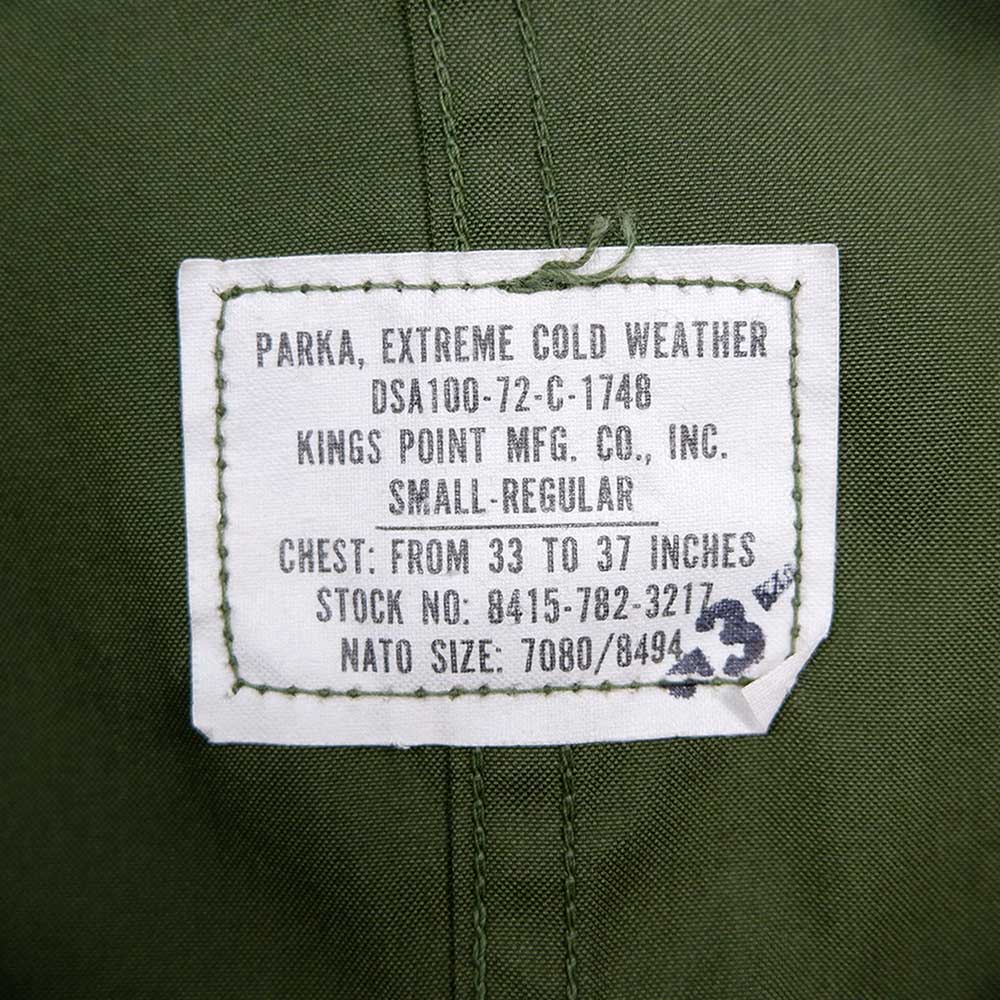 PARKA, EXTREME COLD WEATHER
DSA100-72-C-1748
KINGS POINT MFG. CO., INC.
SMALL-REGULAR
CHEST: FROM 33 TO 37 INCHES
STOCK NO: 8415-782-3217
NATO SIZE: 7080/8494